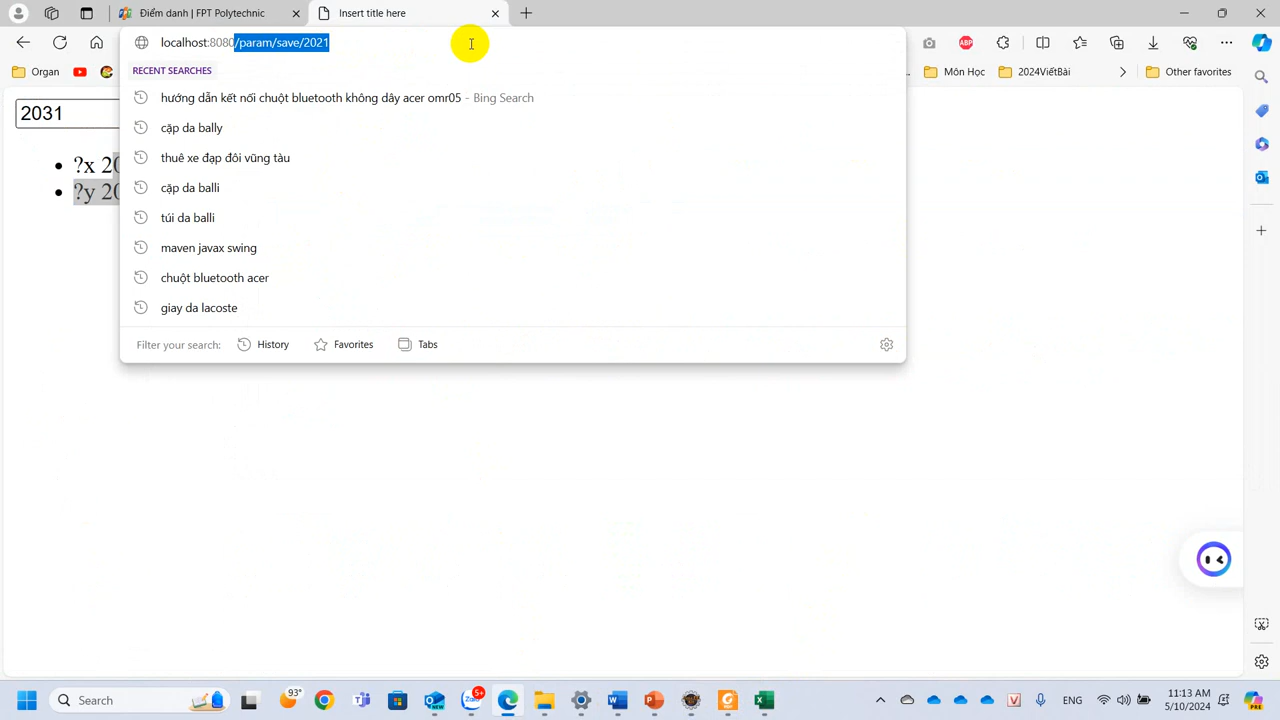 Điểm danh | FPT Polytechnic
Insert title here
localhost:8080/param/save/2021
Organ
Môn Học
2024ViếtBài
Other favorites
RECENT SEARCHES
hướng dẫn kết nối chuột bluetooth không dây acer omr05 - Bing Search
cặp da bally
thuê xe đạp đôi vũng tàu
cặp da balli
túi da balli
maven javax swing
chuột bluetooth acer
giay da lacoste
Filter your search:
History
Favorites
Tabs
2031
?x 20
?y 20
Search
93°
5+
ENG
11:13 AM
5/10/2024